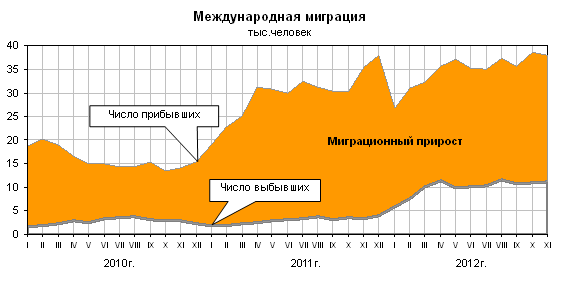 Международная миграция
тыс.человек
40
35
30
25
20
15
10
5
0
Число прибывших
Миграционный прирост
Число выбывших
I II III IV V VI VII VIII IX X XI XII I II III IV V VI VII VIII IX X XI XII I II III IV V VI VII VIII IX X XI
2010г. 2011г. 2012г.